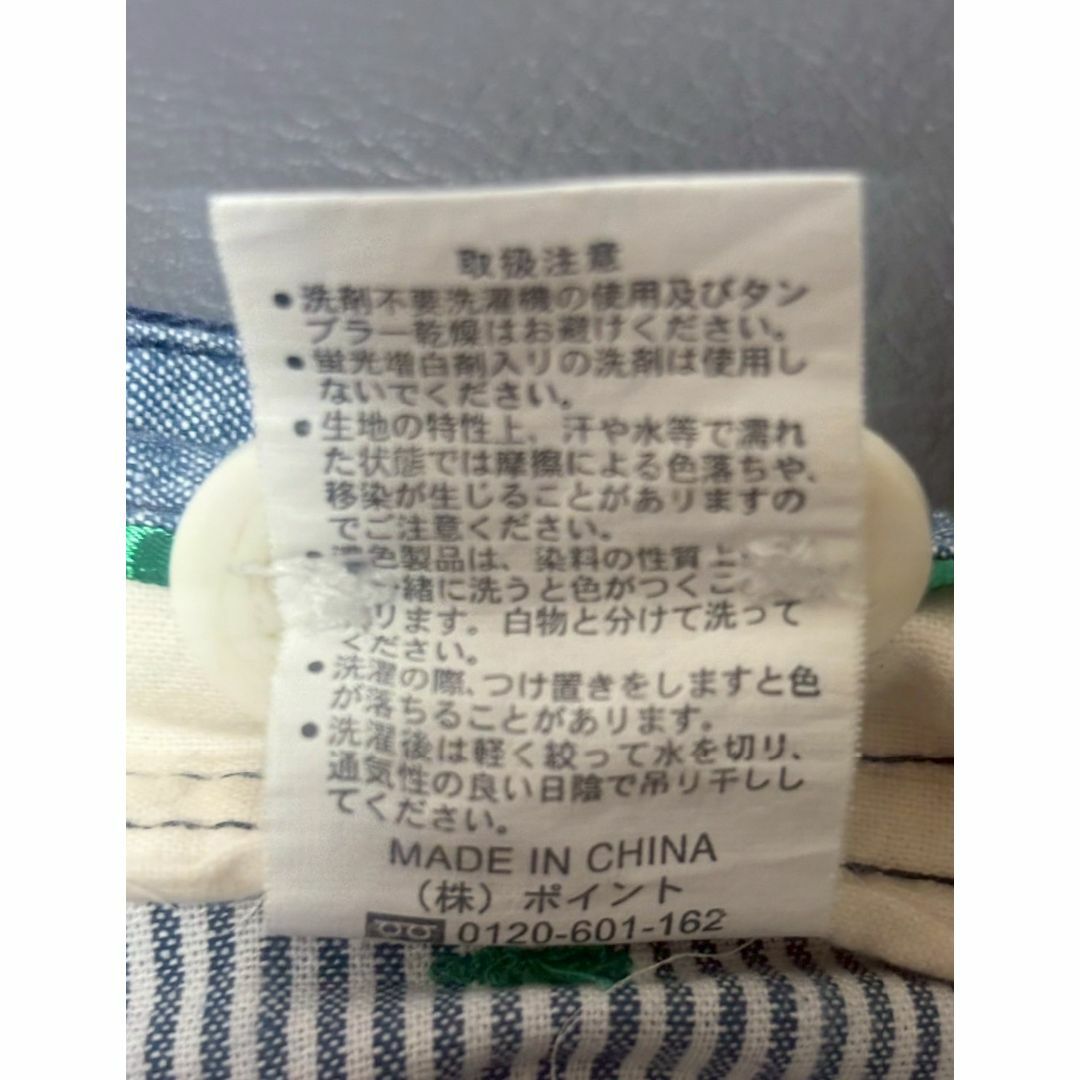 取扱注意
●洗剤不要洗濯機の使用及びタン
ブラー乾燥はお避けください。
●蛍光増白剤入りの洗剤は使用し
ないでください。
●生地の特性上、汗や水等で濡れ
た状態では摩擦による色落ちや、
移染が生じることがありますの
でご注意ください。
●濃色製品は、染料の性質上
一緒に洗うと色がつくこ
ります。白物と分けて洗って
ください。
●洗濯の際、つけ置きをしますと色
が落ちることがあります。
●洗濯後は軽く絞って水を切り、
通気性の良い日陰で吊り干しし
てください。
MADE IN CHINA
（株）ポイント
0120-601-162